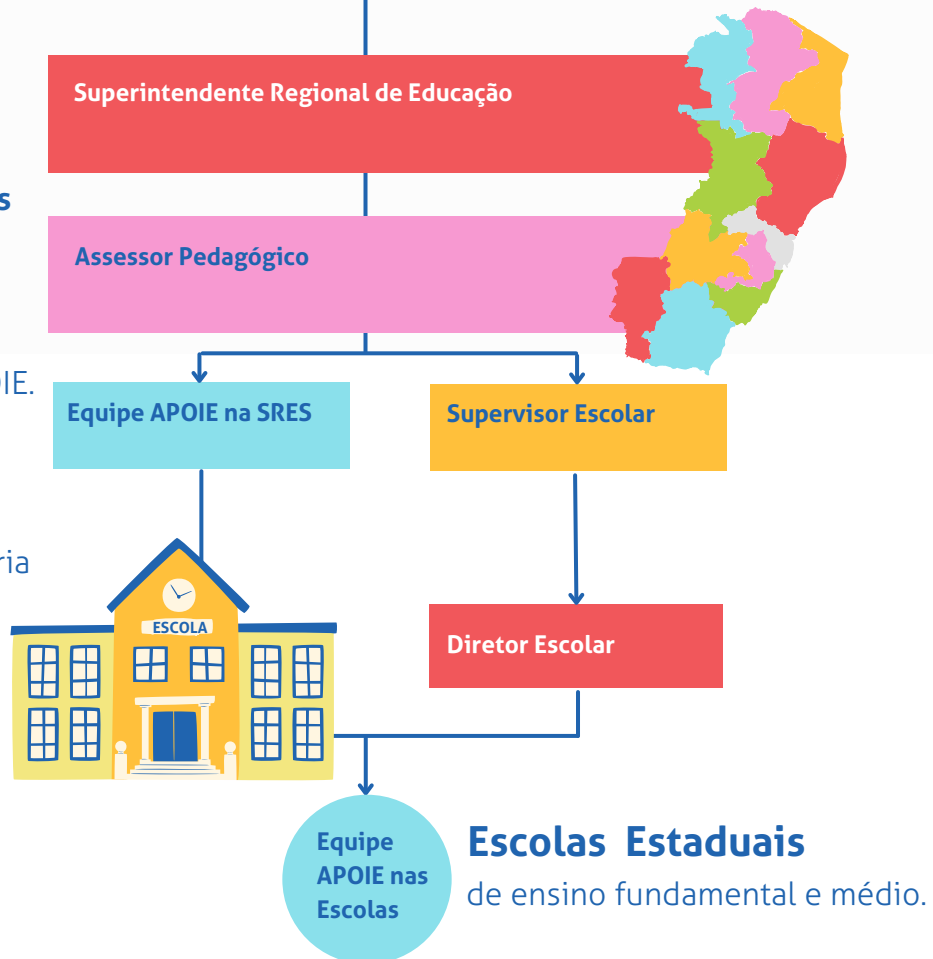 Superintendente Regional de Educação
Assessor Pedagógico
Equipe APOIE na SRES
Supervisor Escolar
ESCOLA
Diretor Escolar
Equipe
APOIE nas
Escolas
Escolas Estaduais
de ensino fundamental e médio.